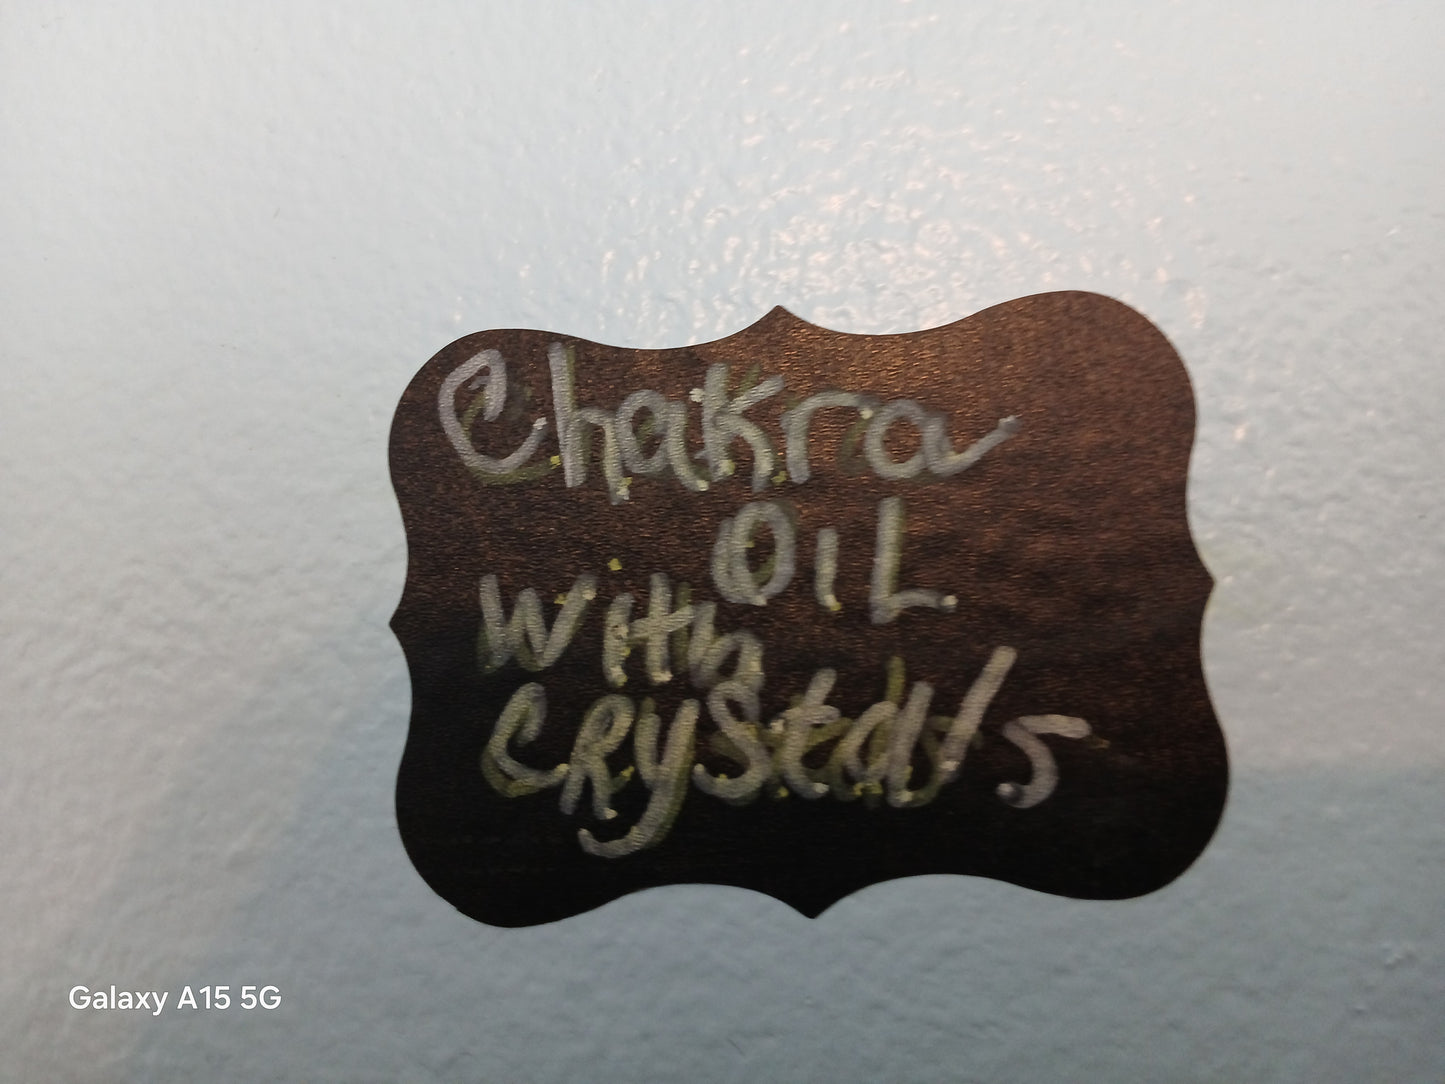 Chakra
OIL
With
CRyStals
Galaxy A15 5G